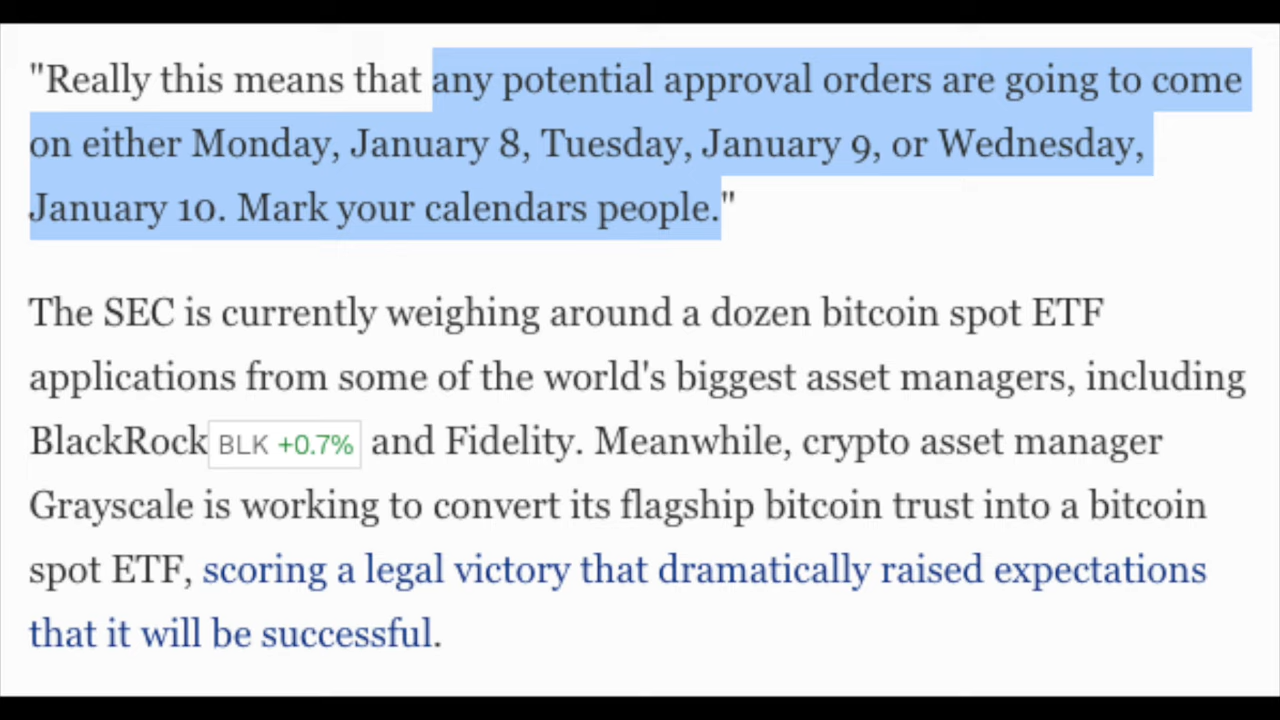 "Really this means that any potential approval orders are going to come
on either Monday, January 8, Tuesday, January 9, or Wednesday,
January 10. Mark your calendars people."
The SEC is currently weighing around a dozen bitcoin spot ETF
applications from some of the world's biggest asset managers, including
BlackRock BLK +0.7% and Fidelity. Meanwhile, crypto asset manager
Grayscale is working to convert its flagship bitcoin trust into a bitcoin
spot ETF, scoring a legal victory that dramatically raised expectations
that it will be successful.